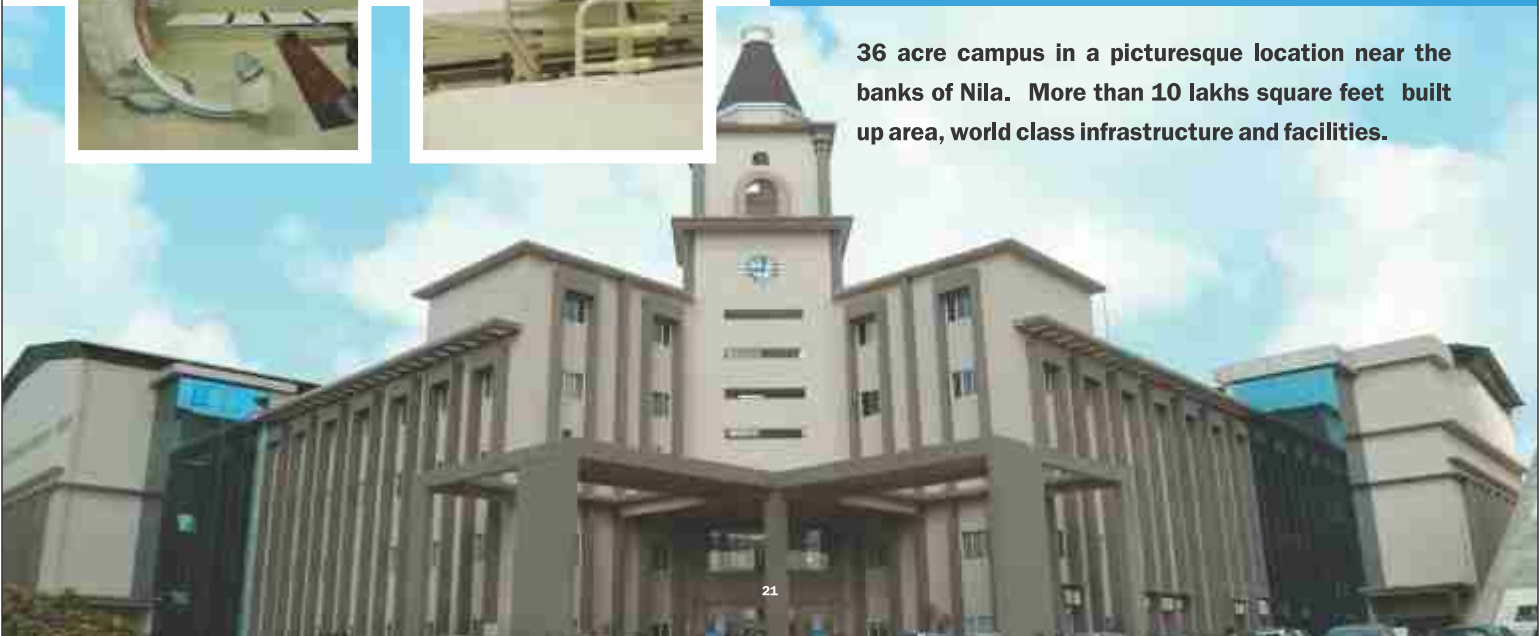 36 acre campus in a picturesque location near the
banks of Nila. More than 10 lakhs square feet built
up area, world class infrastructure and facilities.
21